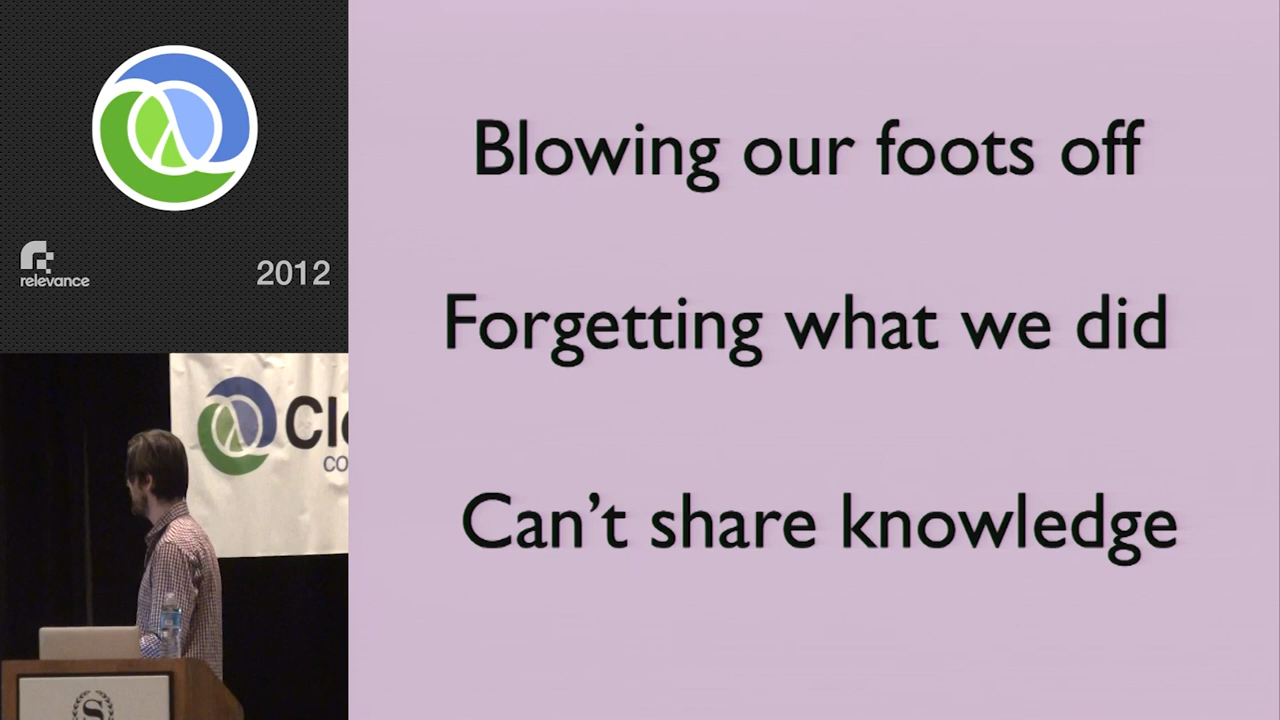 relevance
2012
Blowing our foots off
Forgetting what we did
Can’t share knowledge
S